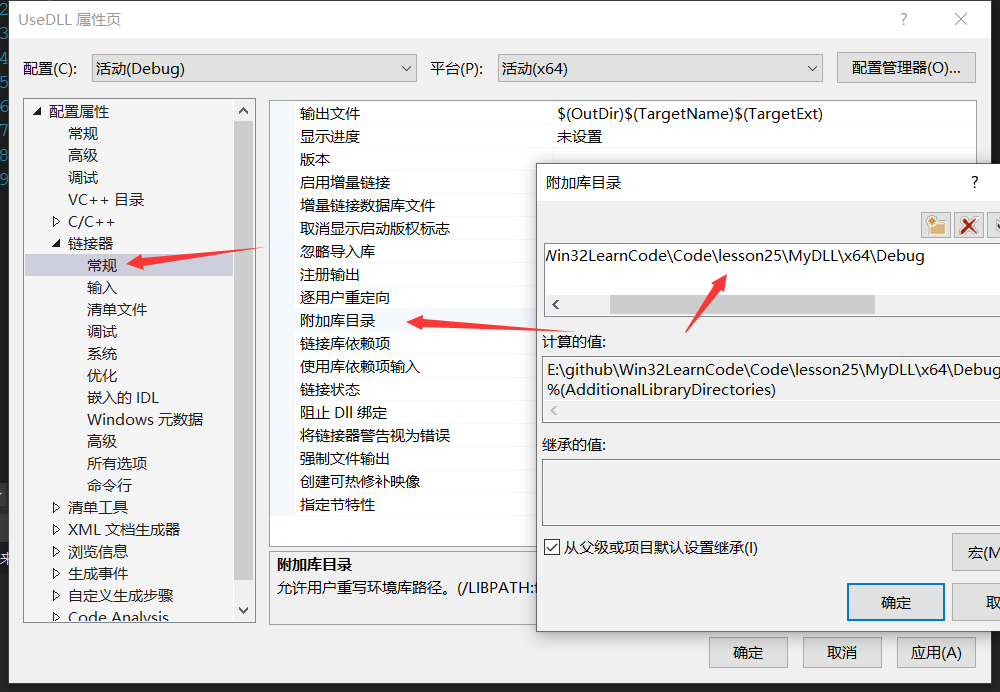 UseDLL 属性页
配置(C):
活动(Debug)
平台(P):
活动(x64)
配置管理器(O)...
配置属性
常规
高级
调试
VC++ 目录
C/C++
链接器
常规
输入
清单文件
调试
系统
优化
嵌入的 IDL
Windows 元数据
高级
所有选项
命令行
清单工具
XML 文档生成器
浏览信息
生成事件
自定义生成步骤
Code Analysis
输出文件
$(OutDir)$(TargetName)$(TargetExt)
显示进度
未设置
版本
启用增量链接
增量链接数据库文件
取消显示启动版权标志
忽略导入库
注册输出
逐用户重定向
附加库目录
链接库依赖项
使用库依赖项输入
链接状态
阻止 Dll 绑定
将链接器警告视为错误
强制文件输出
创建可热修补映像
指定节特性
附加库目录
允许用户重写环境库路径。(/LIBPATH:
附加库目录
?
Win32LearnCode\Code\lesson25\MyDLL\x64\Debug
计算的值:
E:\github\Win32LearnCode\Code\lesson25\MyDLL\x64\Debug
%(AdditionalLibraryDirectories)
继承的值:
从父级或项目默认设置继承(I)
宏(M
确定
取
确定
取消
应用(A)